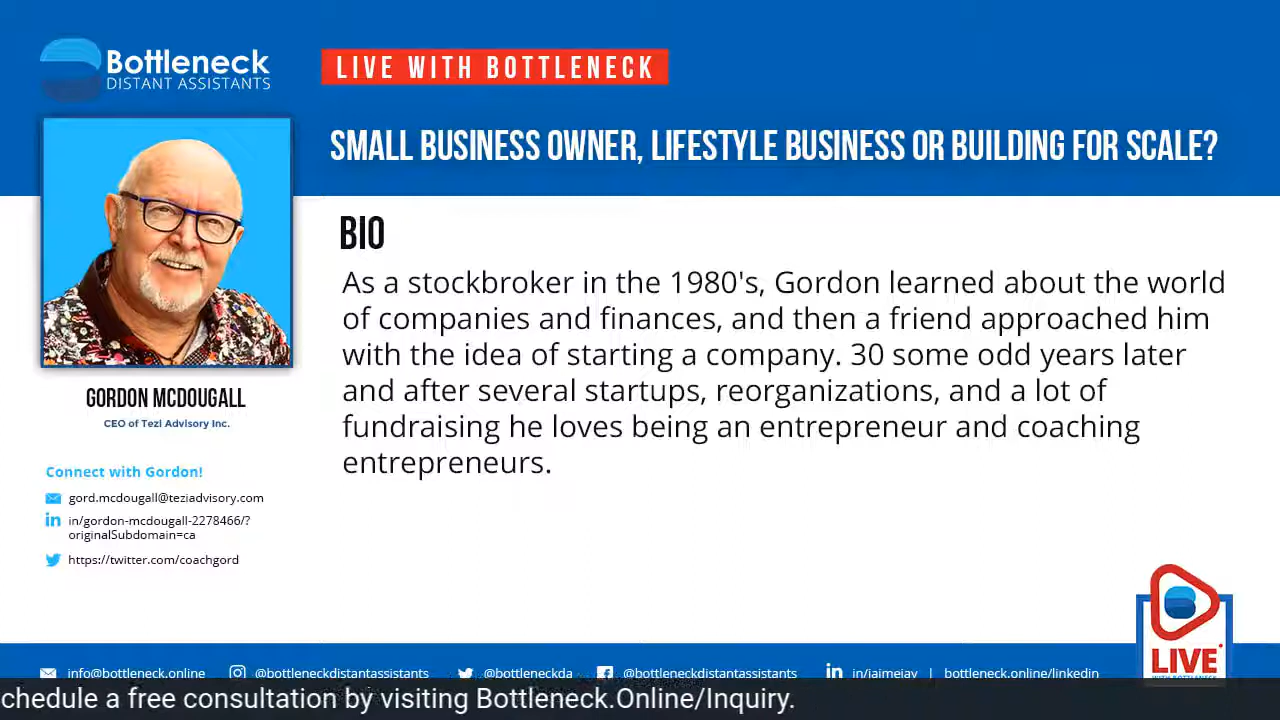 Bottleneck
DISTANT ASSISTANTS
LIVE WITH BOTTLENECK
SMALL BUSINESS OWNER, LIFESTYLE BUSINESS OR BUILDING FOR SCALE?
BIO
As a stockbroker in the 1980's, Gordon learned about the world
of companies and finances, and then a friend approached him
with the idea of starting a company. 30 some odd years later
and after several startups, reorganizations, and a lot of
fundraising he loves being an entrepreneur and coaching
entrepreneurs.
GORDON MCDOUGALL
CEO of Tezi Advisory Inc.
Connect with Gordon!
gord.mcdougall@teziadvisory.com
in/gordon-mcdougall-2278466/?
originalSubdomain=ca
https://twitter.com/coachgord
LIVE
WITH BOTTLENECK
info@bottleneck.online @bottleneckdistantassistants @bottleneckda @bottleneckdistantassistants in/jaimejay | bottleneck.online/linkedin
chedule a free consultation by visiting Bottleneck.Online/Inquiry.